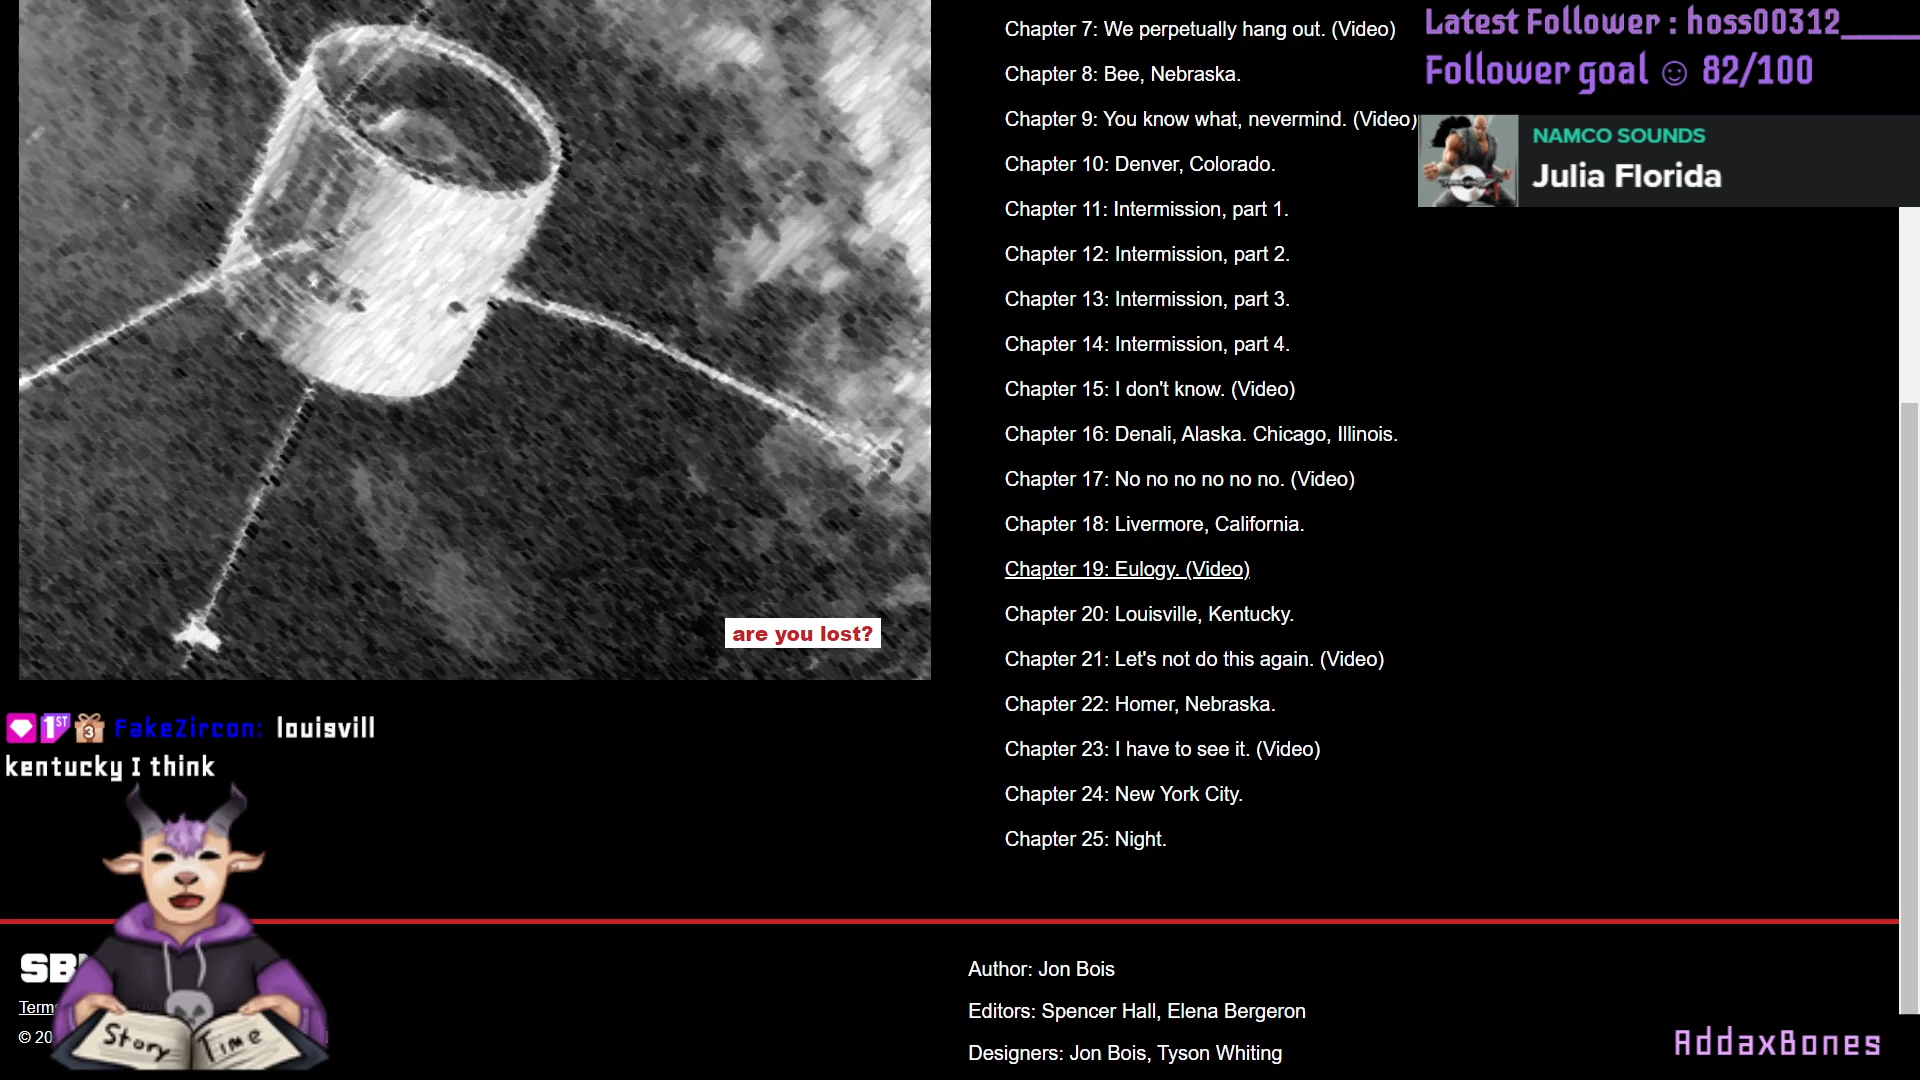 Chapter 7: We perpetually hang out. (Video)
Chapter 8: Bee, Nebraska.
Chapter 9: You know what, nevermind. (Video)
Chapter 10: Denver, Colorado.
Chapter 11: Intermission, part 1.
Chapter 12: Intermission, part 2.
Chapter 13: Intermission, part 3.
Chapter 14: Intermission, part 4.
Chapter 15: I don't know. (Video)
Chapter 16: Denali, Alaska. Chicago, Illinois.
Chapter 17: No no no no no no. (Video)
Chapter 18: Livermore, California.
Chapter 19: Eulogy. (Video)
Chapter 20: Louisville, Kentucky.
Chapter 21: Let's not do this again. (Video)
Chapter 22: Homer, Nebraska.
Chapter 23: I have to see it. (Video)
Chapter 24: New York City.
Chapter 25: Night.
Latest Follower : hoss00312_____
Follower goal ☺ 82/100
NAMCO SOUNDS
Julia Florida
are you lost?
1ST 3 FakeZircon: louisvill
kentucky I think
SB
Term
© 20
Story Time
Author: Jon Bois
Editors: Spencer Hall, Elena Bergeron
Designers: Jon Bois, Tyson Whiting
AddaxBones